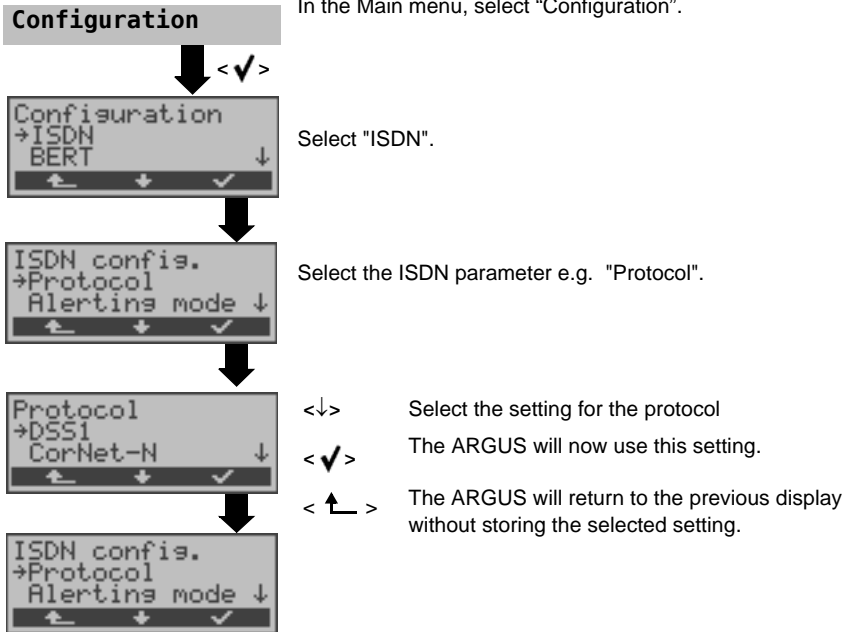 In the Main menu, select “Configuration”.
Configuration
<✔>
Configuration
→ISDN
BERT ↓
Select "ISDN".
ISDN config.
→Protocol
Alerting mode ↓
Select the ISDN parameter e.g. "Protocol".
Protocol
→DSS1
CorNet-N ↓
<↓> Select the setting for the protocol
<✔> The ARGUS will now use this setting.
< > The ARGUS will return to the previous display
without storing the selected setting.
ISDN config.
→Protocol
Alerting mode ↓